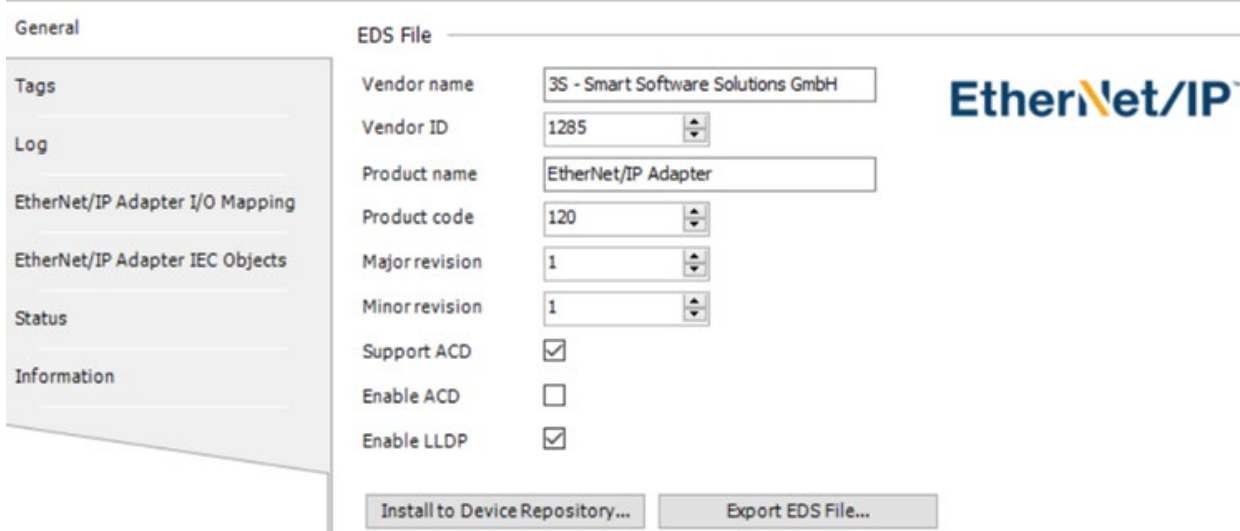 General
Tags
Log
EtherNet/IP Adapter I/O Mapping
EtherNet/IP Adapter IEC Objects
Status
Information
EDS File
Vendor name 3S - Smart Software Solutions GmbH
Vendor ID 1285
Product name EtherNet/IP Adapter
Product code 120
Major revision 1
Minor revision 1
Support ACD
Enable ACD
Enable LLDP
Install to Device Repository... Export EDS File...
EtherNet/IP